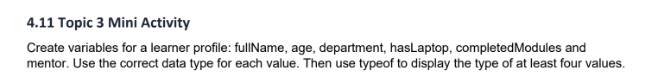 4.11 Topic 3 Mini Activity
Create variables for a learner profile: fullName, age, department, hasLaptop, completedModules and
mentor. Use the correct data type for each value. Then use typeof to display the type of at least four values.